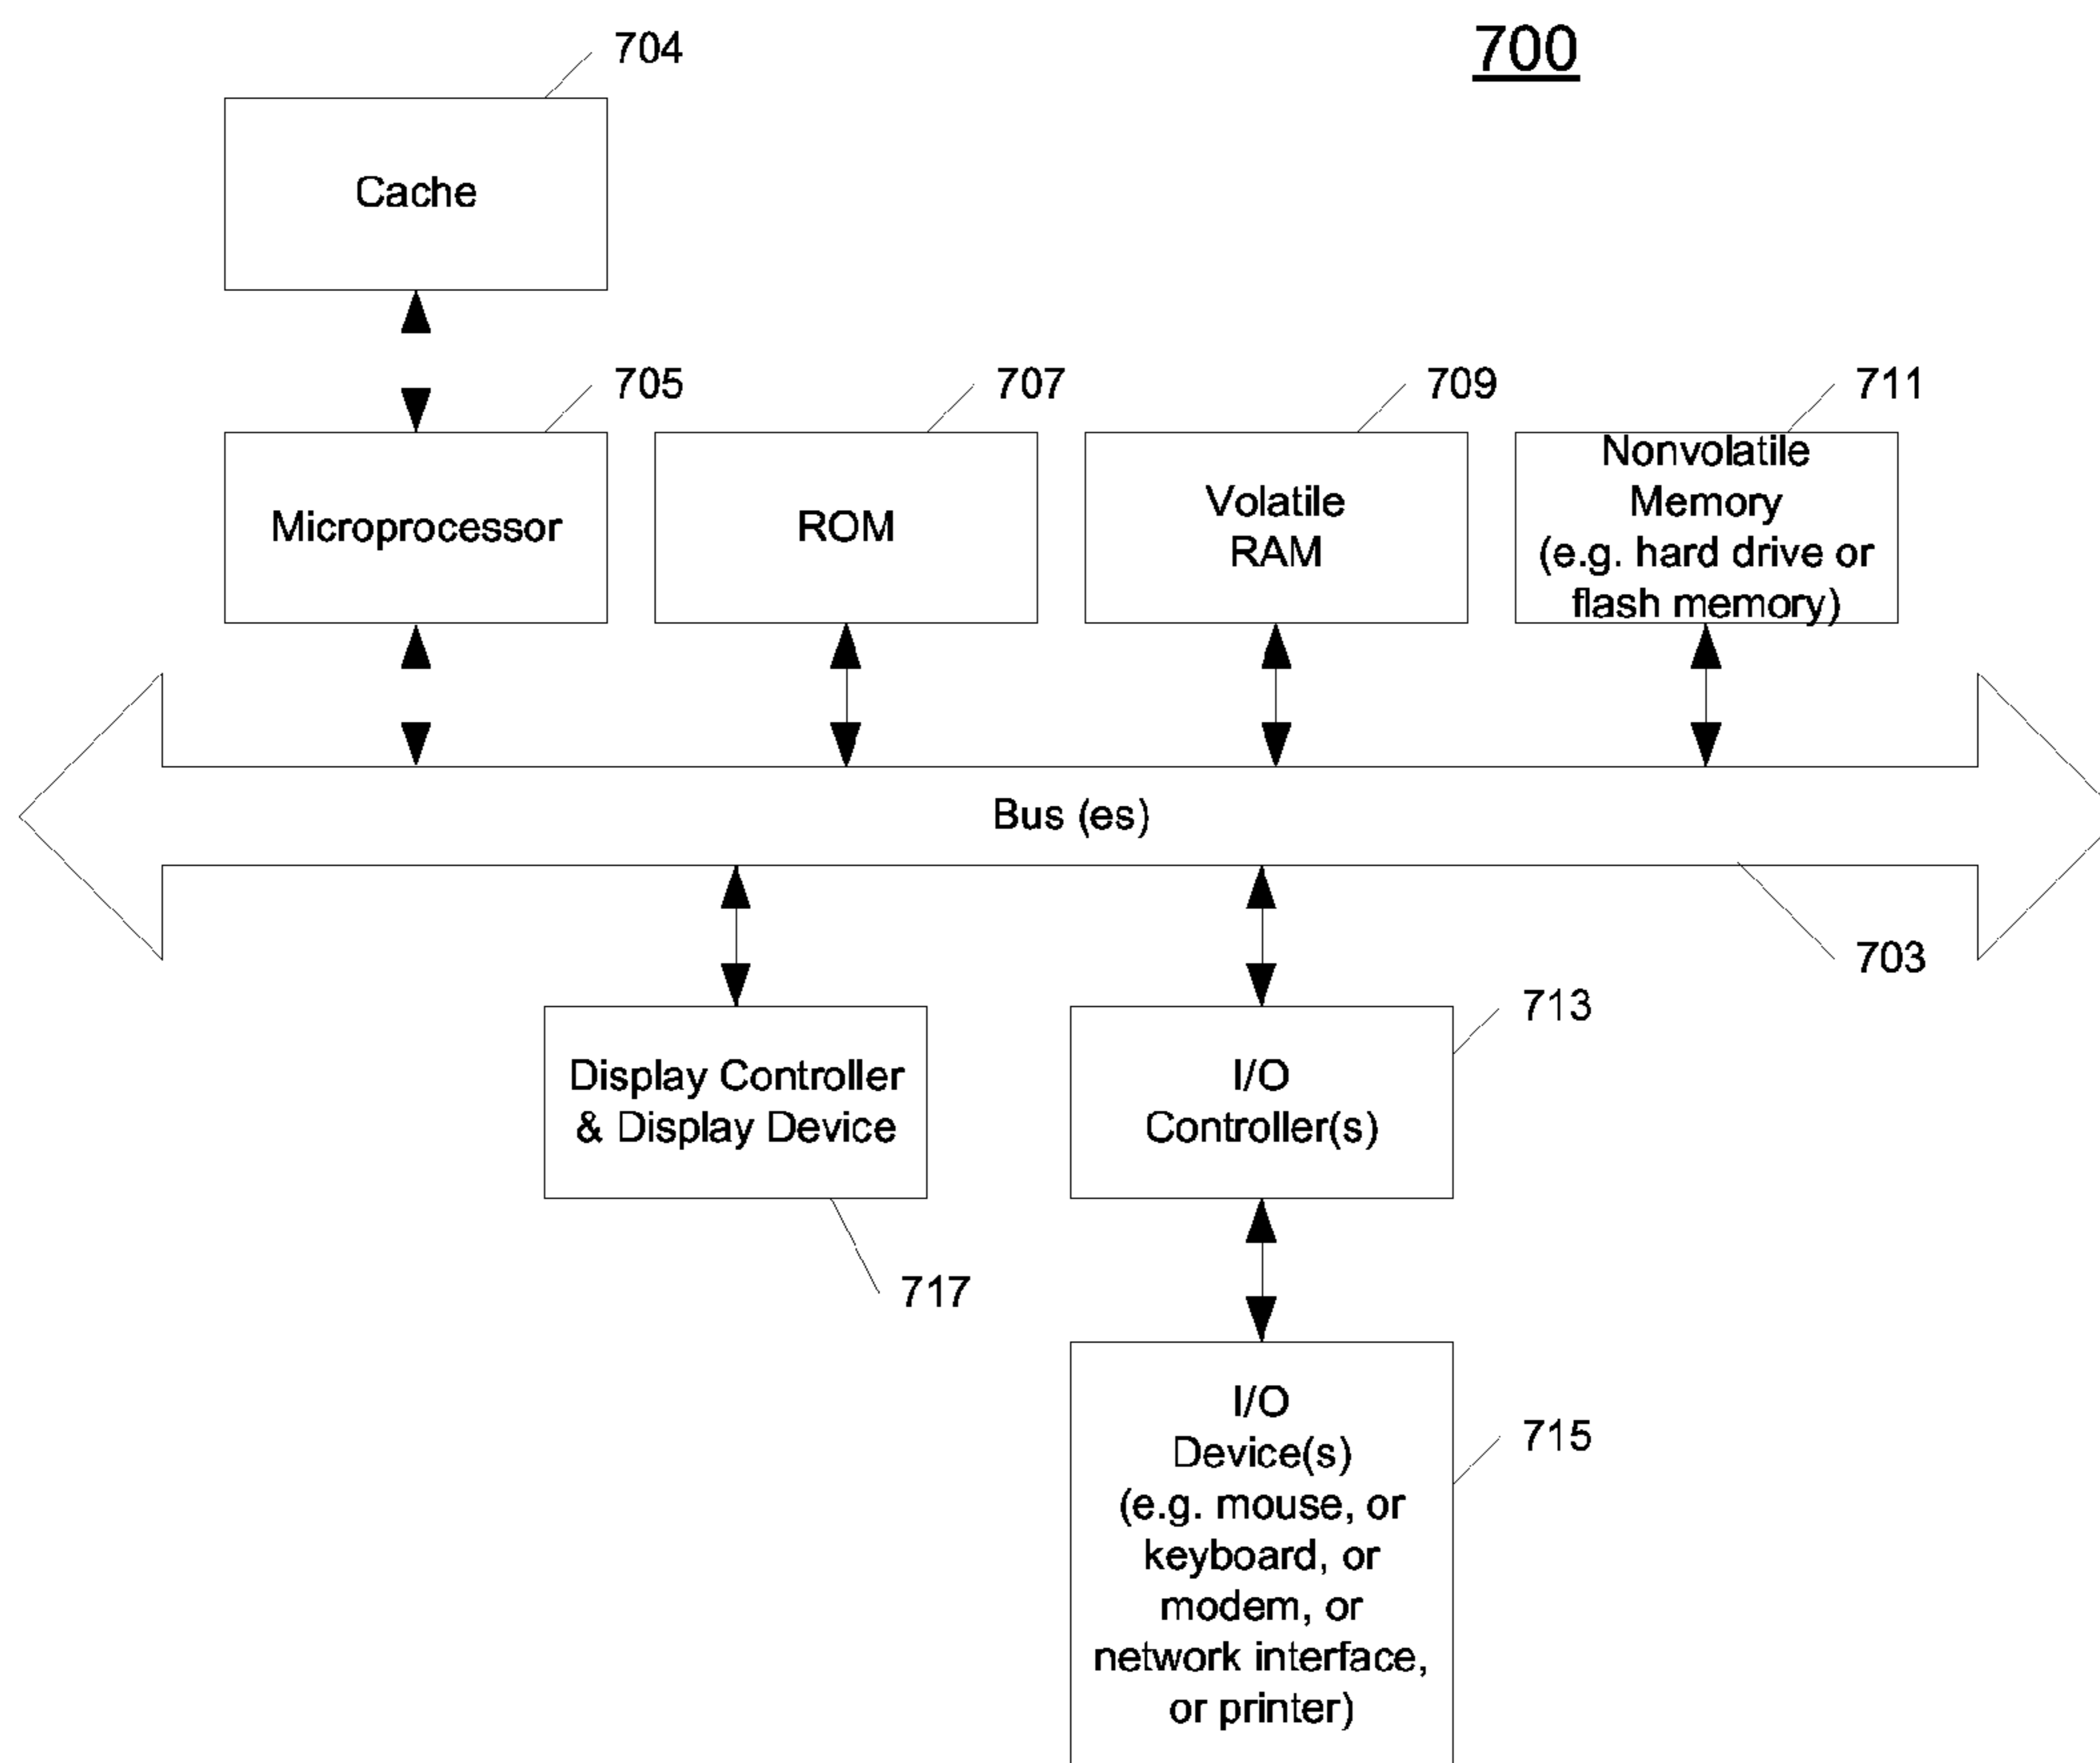 700
704
Cache
705
Microprocessor
707
ROM
709
Volatile
RAM
711
Nonvolatile
Memory
(e.g. hard drive or
flash memory)
Bus (es)
703
Display Controller
& Display Device
717
713
I/O
Controller(s)
715
I/O
Device(s)
(e.g. mouse, or
keyboard, or
modem, or
network interface,
or printer)